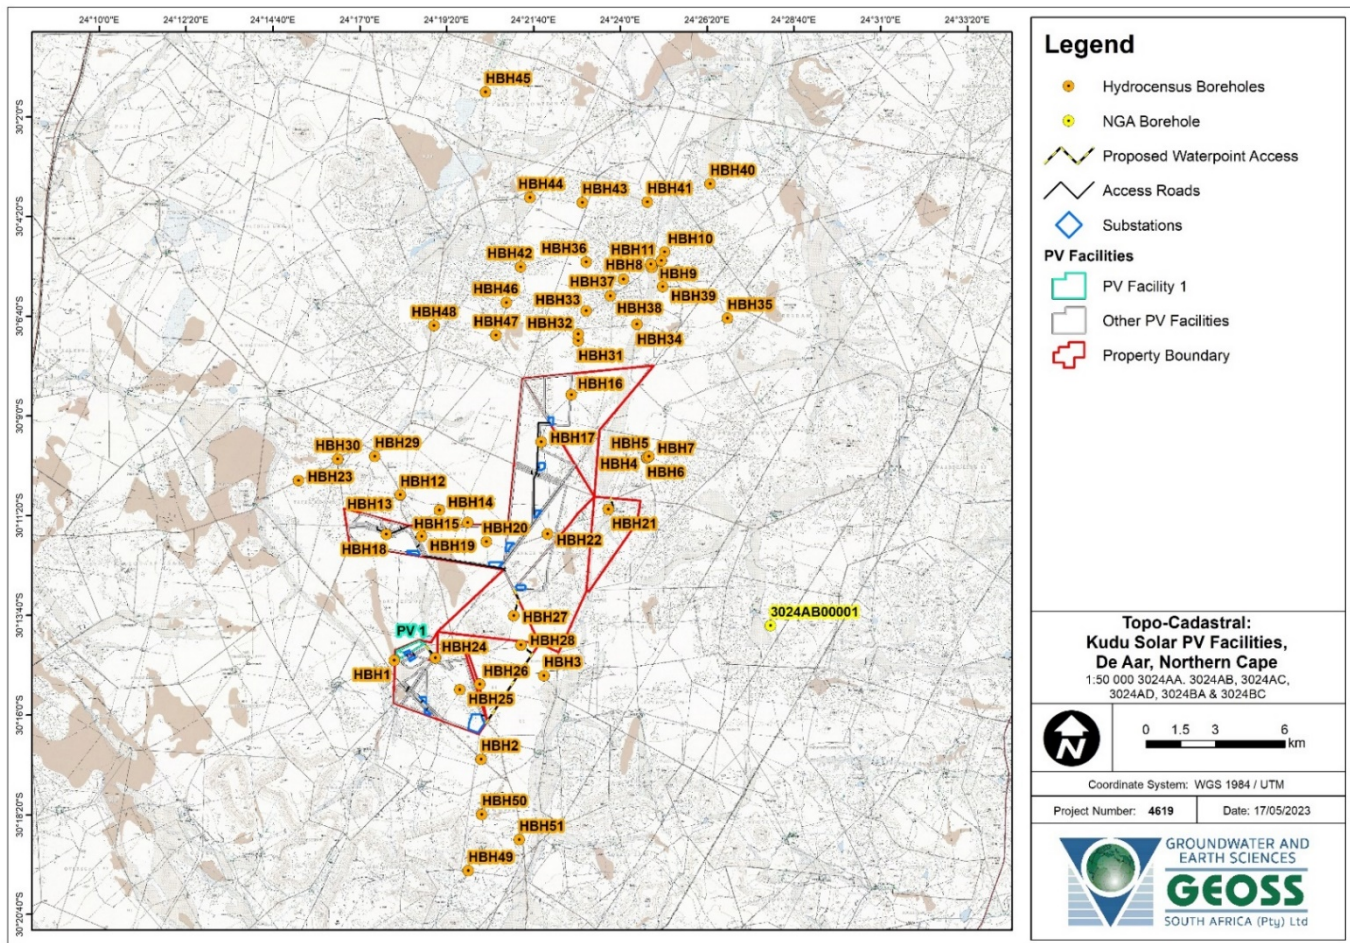 24°12'0"E
24°12'20"E
24°14'40"E
24°17'0"E
24°19'20"E
24°21'40"E
24°24'0"E
24°26'20"E
24°28'40"E
24°31'0"E
24°33'20"E
30°2'0"S
30°4'20"S
30°6'40"S
30°9'0"S
30°11'20"S
30°13'40"S
30°16'0"S
30°18'20"S
30°20'40"S
HBH45
HBH40
HBH44
HBH43
HBH41
HBH10
HBH42
HBH36
HBH11
HBH8
HBH9
HBH37
HBH46
HBH39
HBH33
HBH38
HBH35
HBH48
HBH47
HBH32
HBH34
HBH31
HBH16
HBH17
HBH5
HBH7
HBH30
HBH29
HBH4
HBH6
HBH23
HBH12
HBH13
HBH14
HBH15
HBH20
HBH21
HBH18
HBH19
HBH22
3024AB00001
HBH27
PV 1
HBH28
HBH24
HBH3
HBH1
HBH26
HBH25
HBH2
HBH50
HBH51
HBH49
Legend
Hydrocensus Boreholes
NGA Borehole
Proposed Waterpoint Access
Access Roads
Substations
PV Facilities
PV Facility 1
Other PV Facilities
Property Boundary
Topo-Cadastral:
Kudu Solar PV Facilities,
De Aar, Northern Cape
1:50 000 3024AA. 3024AB, 3024AC,
3024AD, 3024BA & 3024BC
N
0 1.5 3 6
km
Coordinate System: WGS 1984 / UTM
Project Number: 4619 Date: 17/05/2023
GROUNDWATER AND
EARTH SCIENCES
GEOSS
SOUTH AFRICA (Pty) Ltd